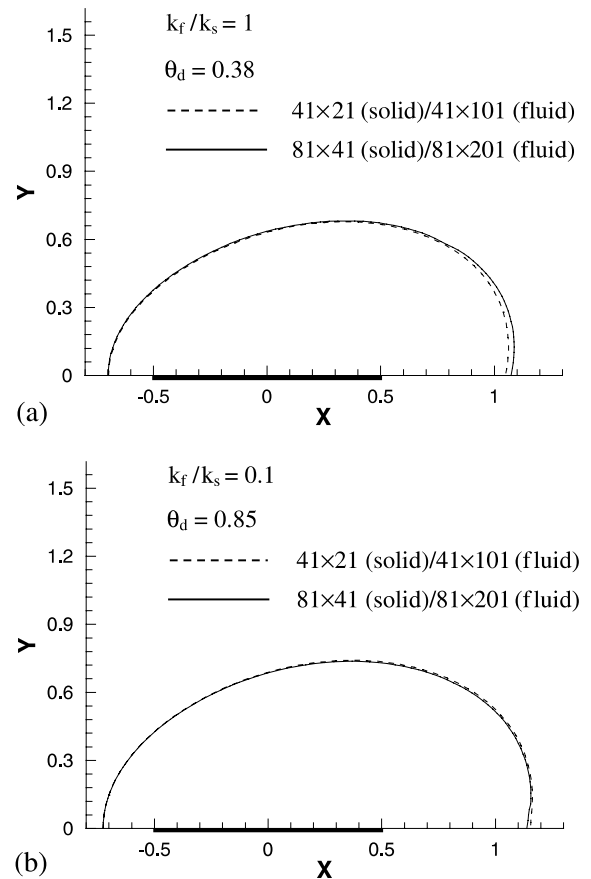 k_f /k_s = 1
θ_d = 0.38
41×21 (solid)/41×101 (fluid)
81×41 (solid)/81×201 (fluid)
1.5
1.2
0.9
0.6
0.3
0
Y
-0.5
0
0.5
1
X
(a)
k_f /k_s = 0.1
θ_d = 0.85
41×21 (solid)/41×101 (fluid)
81×41 (solid)/81×201 (fluid)
1.5
1.2
0.9
0.6
0.3
0
Y
-0.5
0
0.5
1
X
(b)